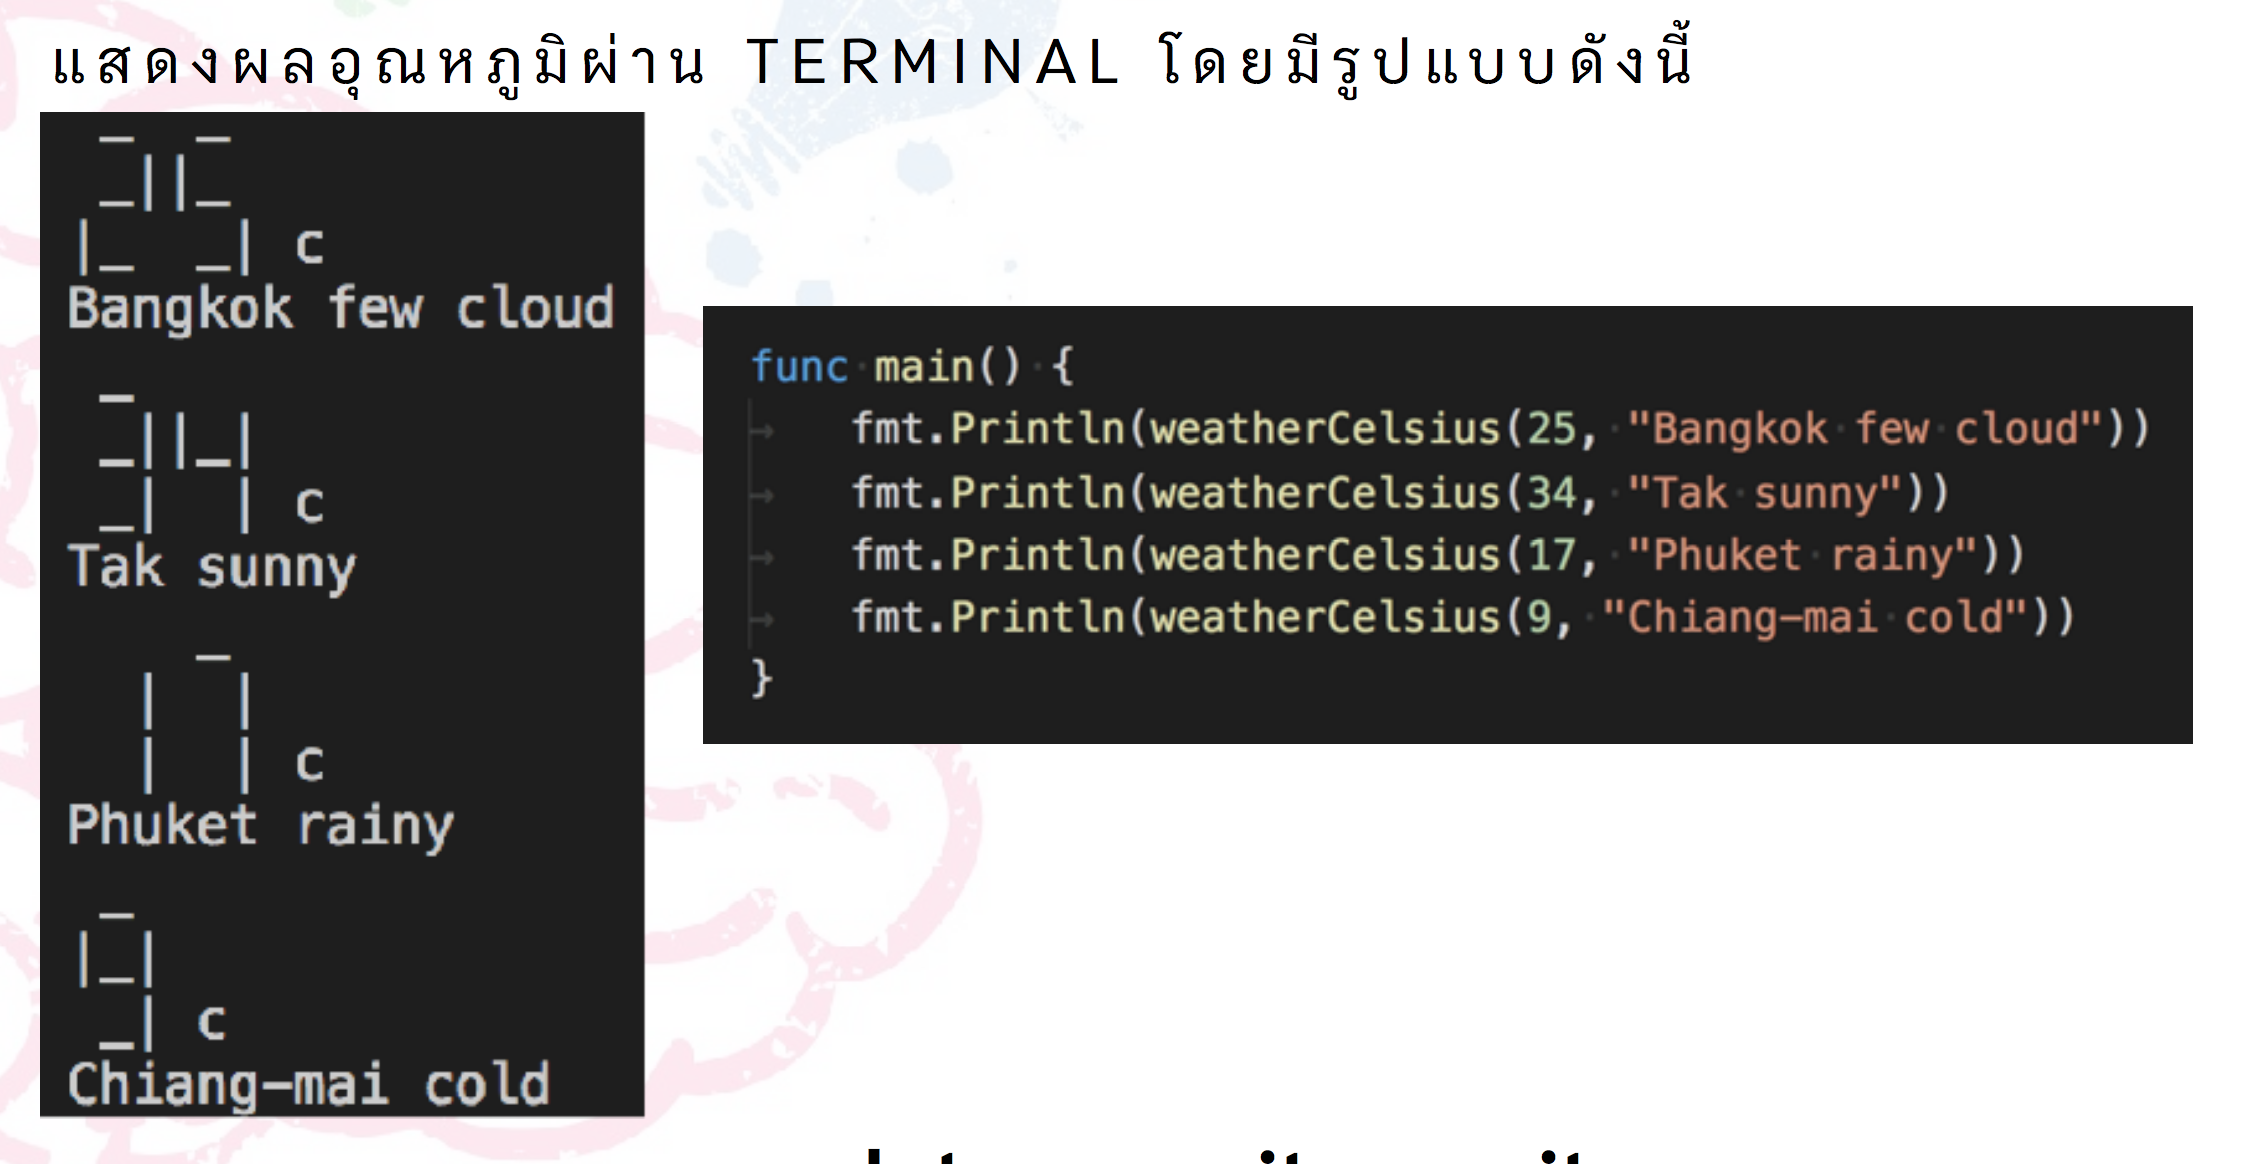 แสดงผลอุณหภูมิผ่าน TERMINAL โดยมีรูปแบบดังนี้
 _  _
 _||_
|_  _| c
Bangkok few cloud
 _
 _||_|
 _|  | c
Tak sunny
    _
  |  |
  |  | c
Phuket rainy
 _
|_|
 _| c
Chiang-mai cold
func main() {
    fmt.Println(weatherCelsius(25, "Bangkok few cloud"))
    fmt.Println(weatherCelsius(34, "Tak sunny"))
    fmt.Println(weatherCelsius(17, "Phuket rainy"))
    fmt.Println(weatherCelsius(9, "Chiang-mai cold"))
}